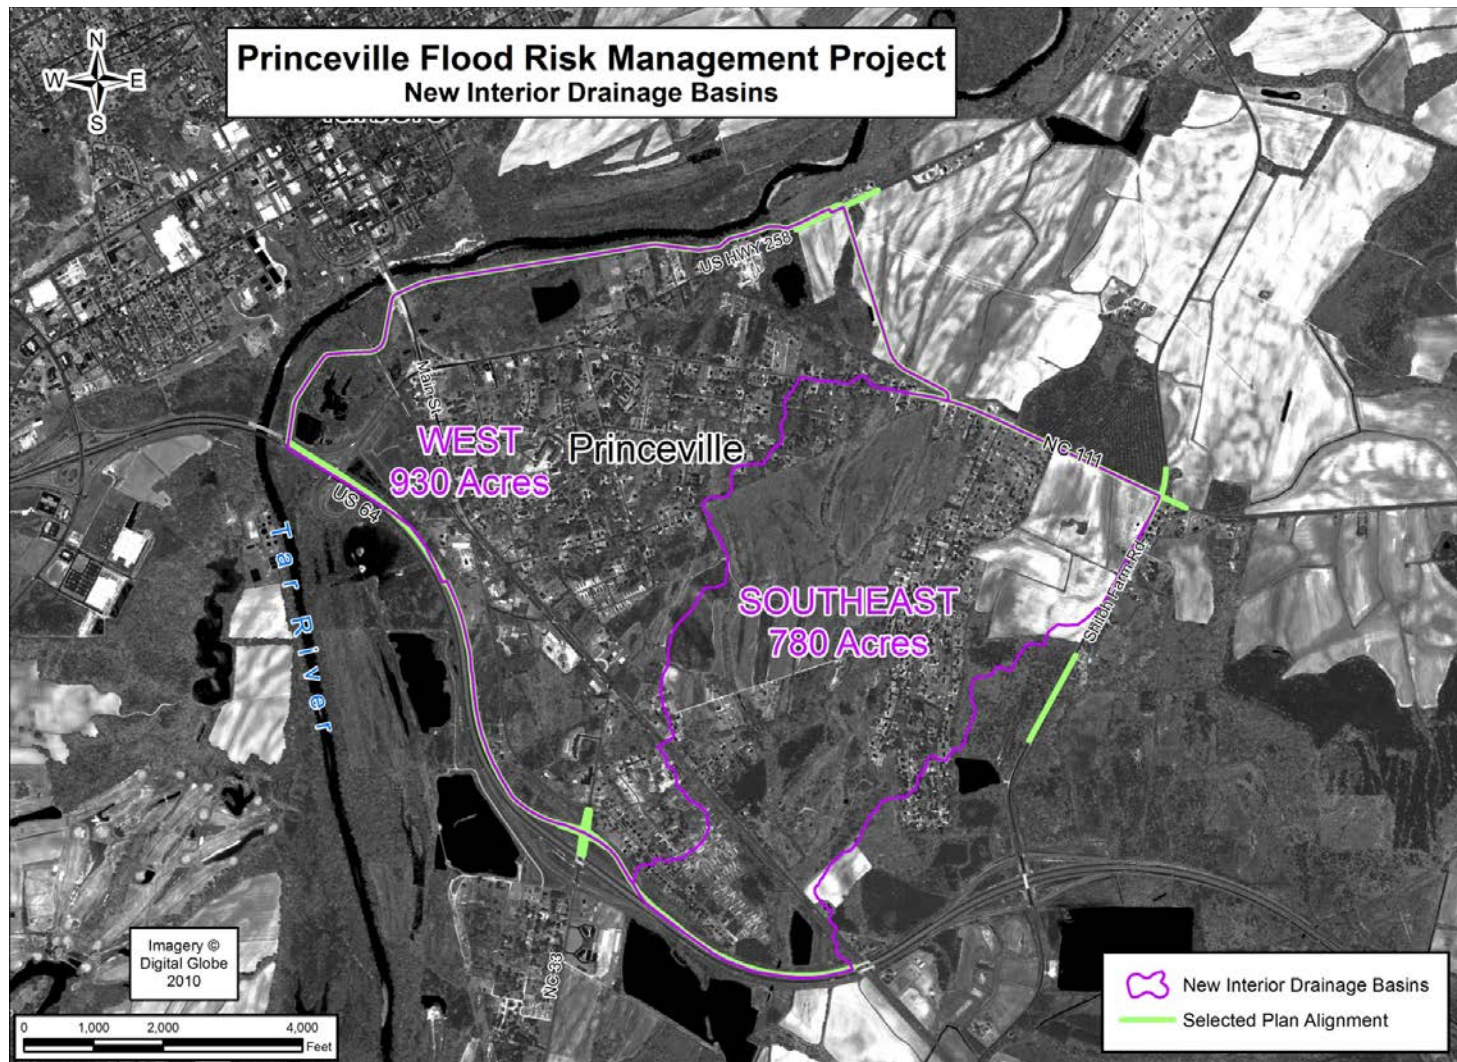 Princeville Flood Risk Management Project
New Interior Drainage Basins
N
W E
S
US HWY 258
Main St.
WEST
930 Acres
Princeville
NC 111
US 64
Tar River
SOUTHEAST
780 Acres
Shiloh Farm Rd
NC 33
Imagery ©
Digital Globe
2010
0 1,000 2,000 4,000
Feet
New Interior Drainage Basins
Selected Plan Alignment